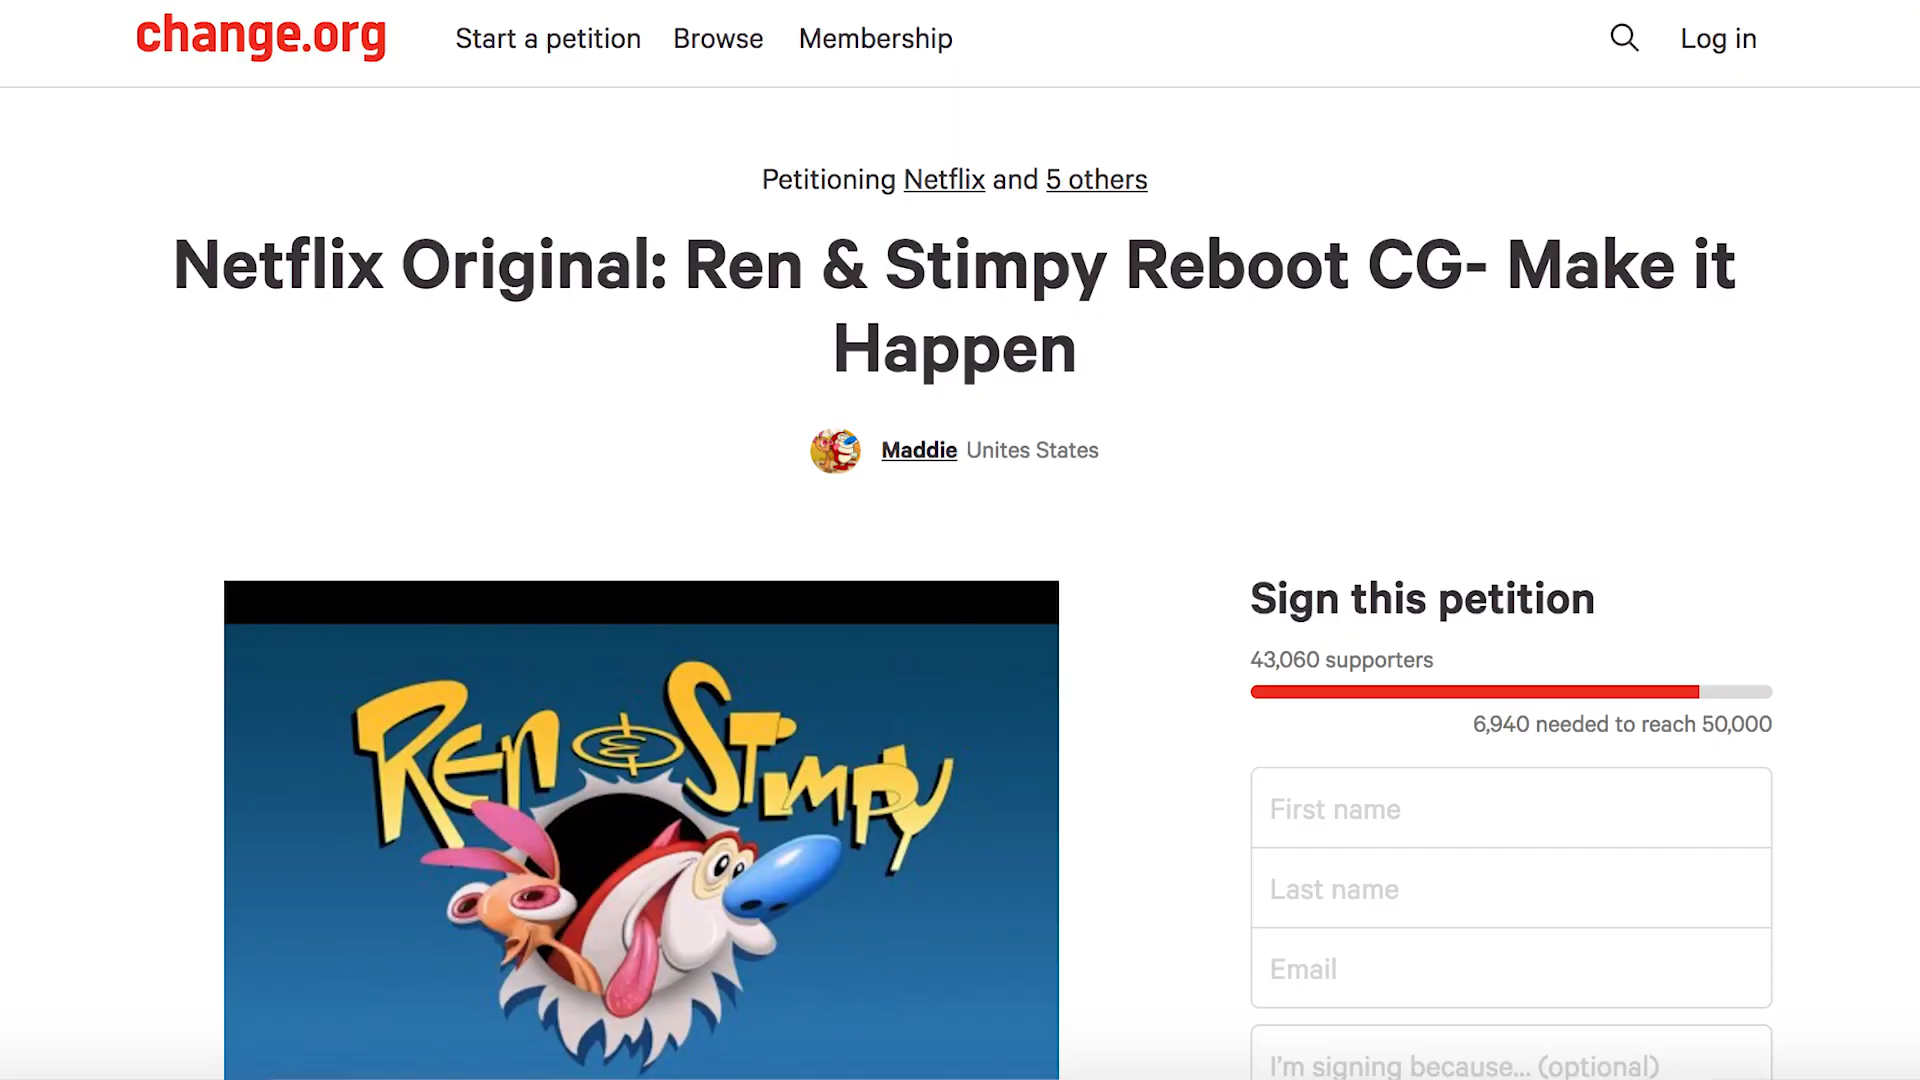 change.org
Start a petition
Browse
Membership
Log in
Petitioning Netflix and 5 others
Netflix Original: Ren & Stimpy Reboot CG- Make it
Happen
Maddie Unites States
Ren & Stimpy
Sign this petition
43,060 supporters
6,940 needed to reach 50,000
First name
Last name
Email
I'm signing because... (optional)